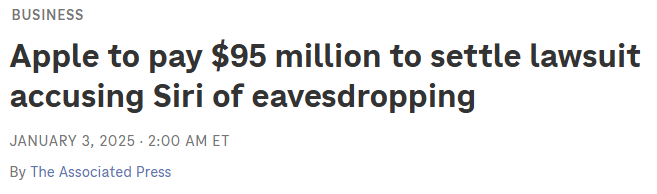 BUSINESS
Apple to pay $95 million to settle lawsuit
accusing Siri of eavesdropping
JANUARY 3, 2025 · 2:00 AM ET
By The Associated Press